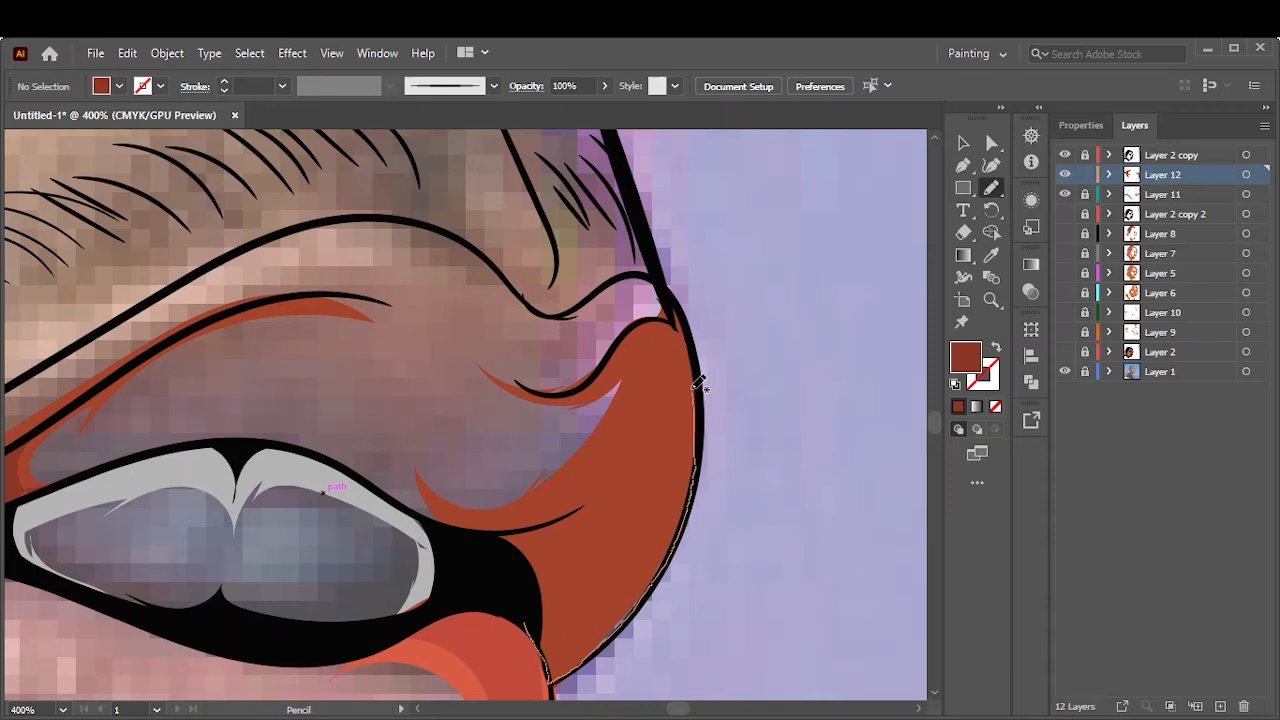 Ai File Edit Object Type Select Effect View Window Help Painting Search Adobe Stock
No Selection Stroke: Opacity: 100% Style: Document Setup Preferences
Untitled-1* @ 400% (CMYK/GPU Preview)
Properties Layers
Layer 2 copy
Layer 12
Layer 11
Layer 2 copy 2
Layer 8
Layer 7
Layer 5
Layer 6
Layer 10
Layer 9
Layer 2
Layer 1
path
400% 1 Pencil 12 Layers